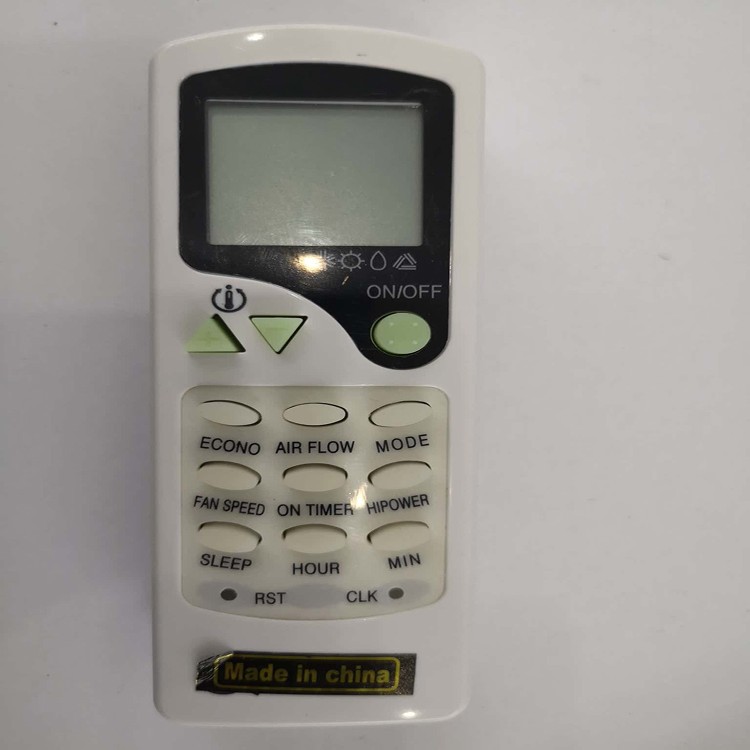 ON/OFF
ECONO AIR FLOW MODE
FAN SPEED ON TIMER HIPOWER
SLEEP HOUR MIN
RST CLK
Made in china